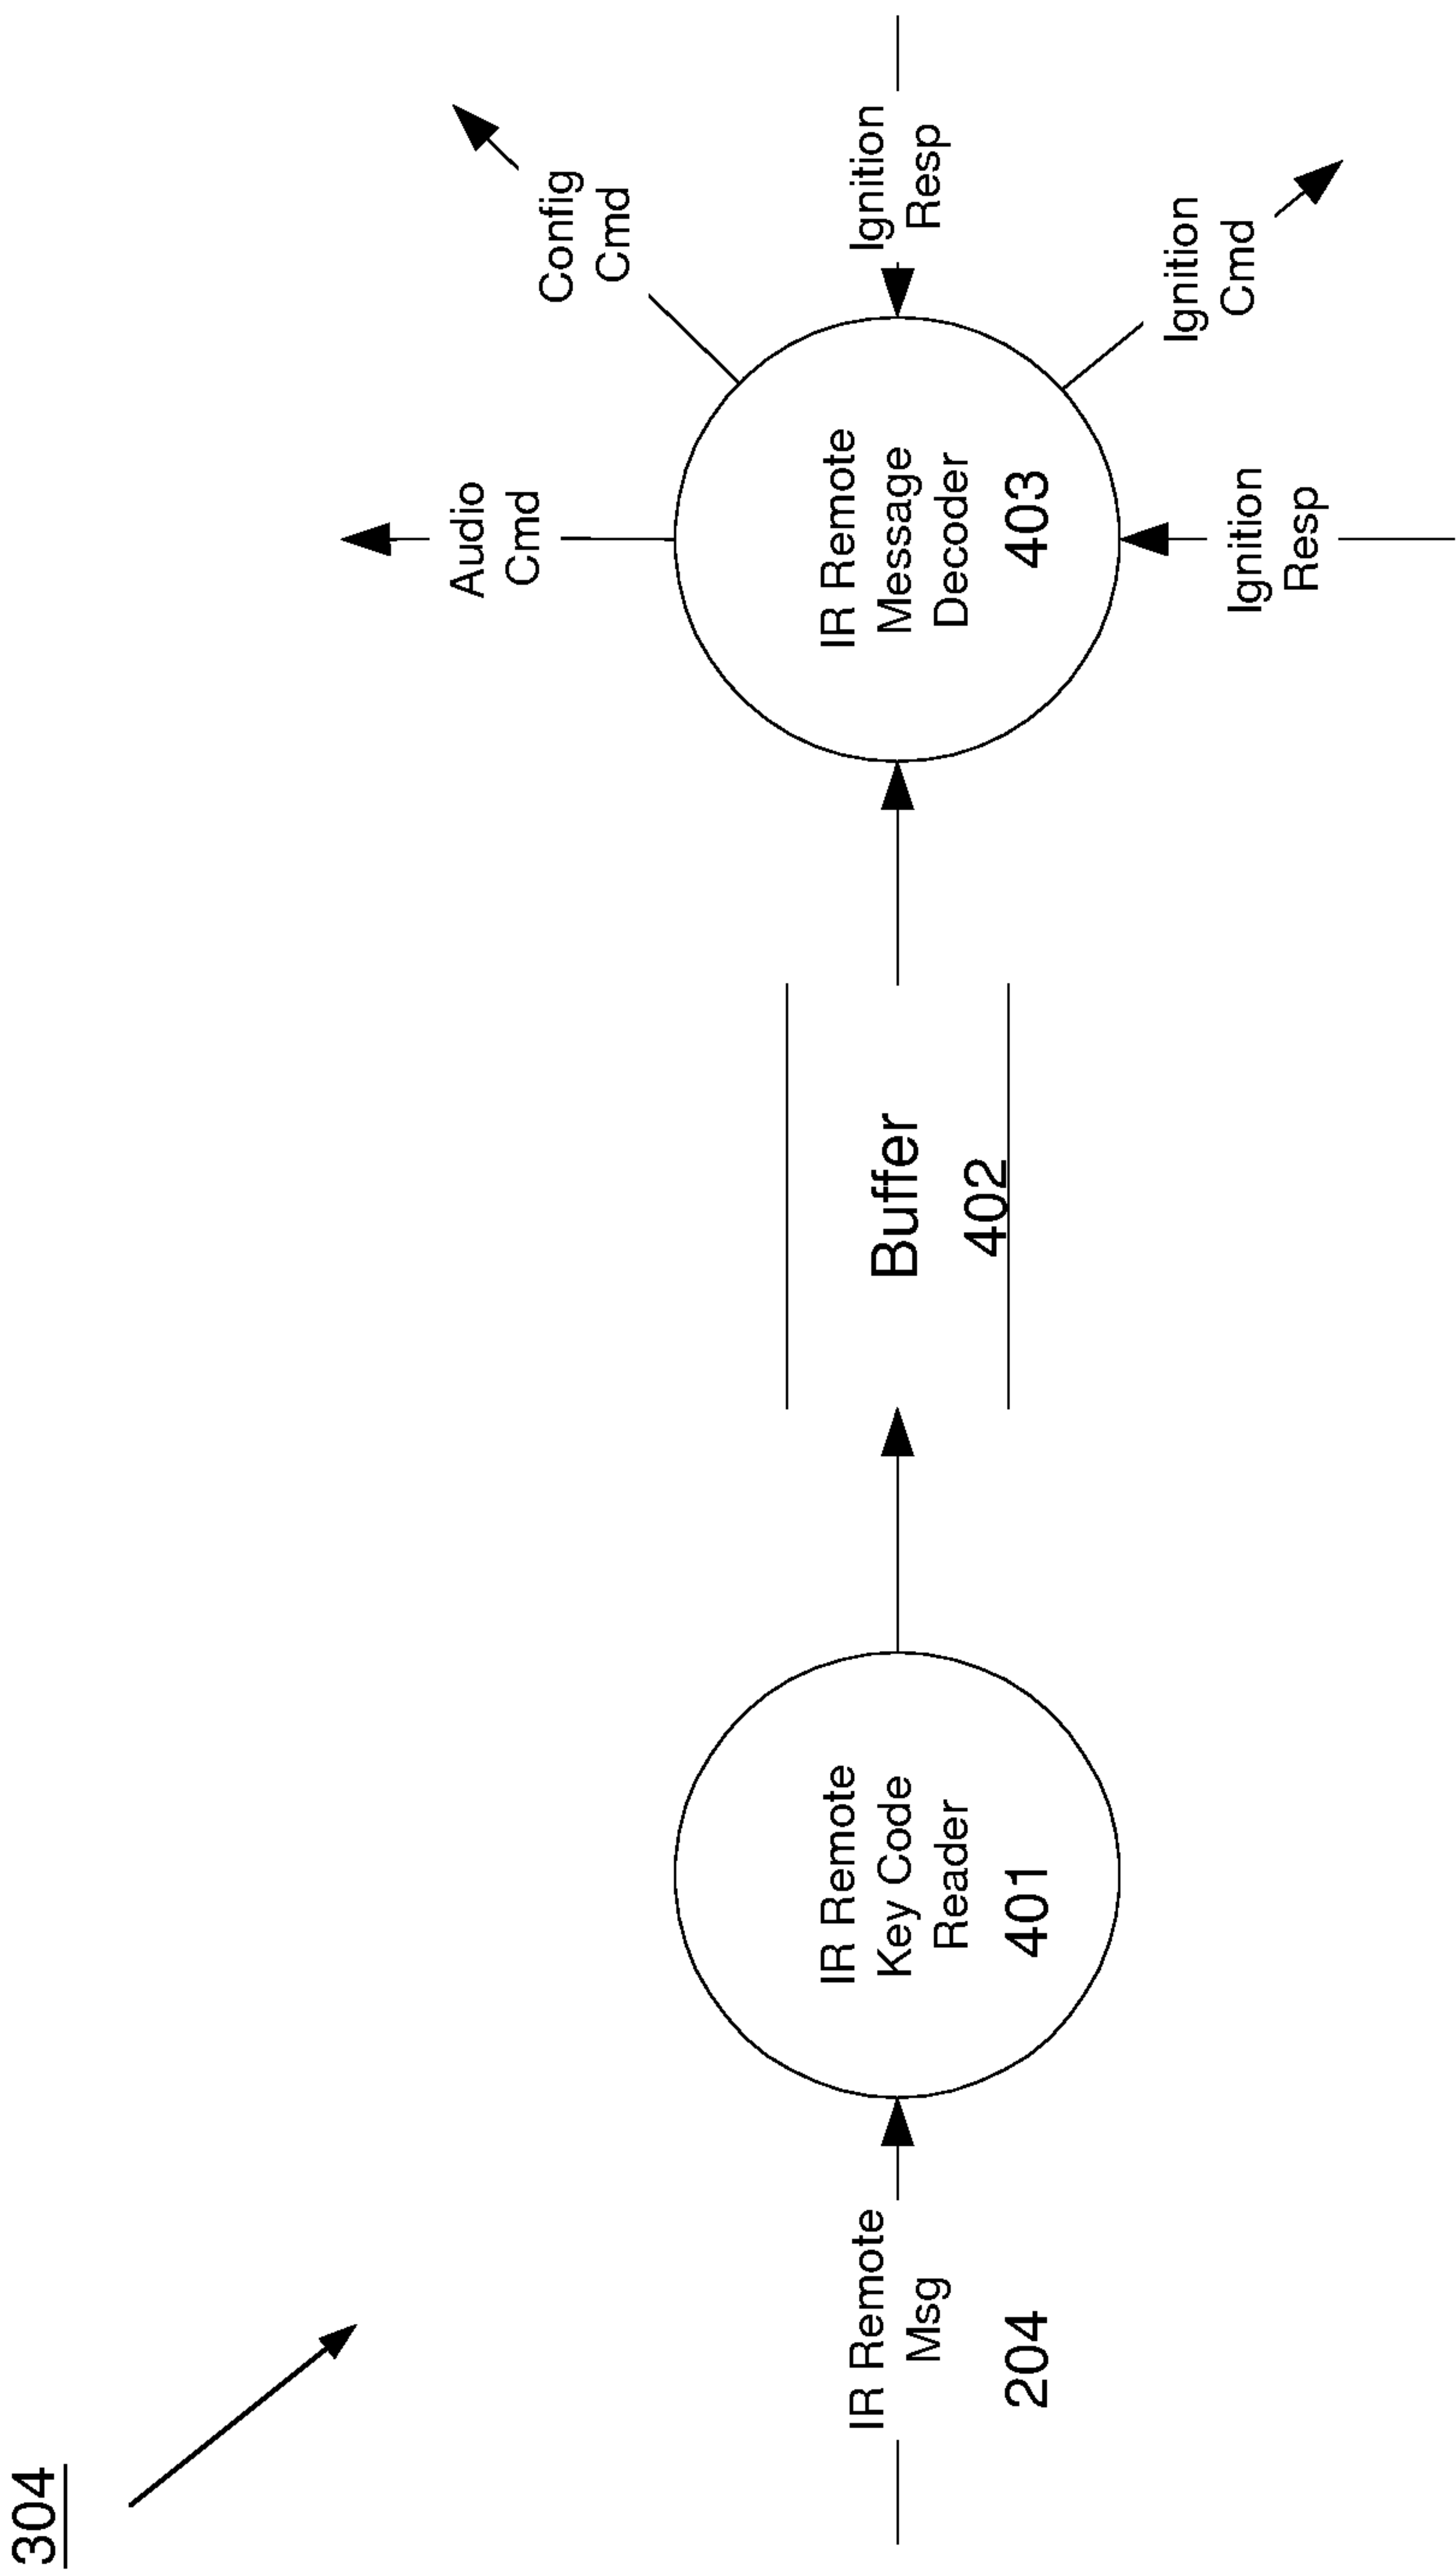 304
IR Remote
Msg
204
IR Remote
Key Code
Reader
401
Buffer
402
IR Remote
Message
Decoder
403
Audio
Cmd
Config
Cmd
Ignition
Resp
Ignition
Cmd
Ignition
Resp